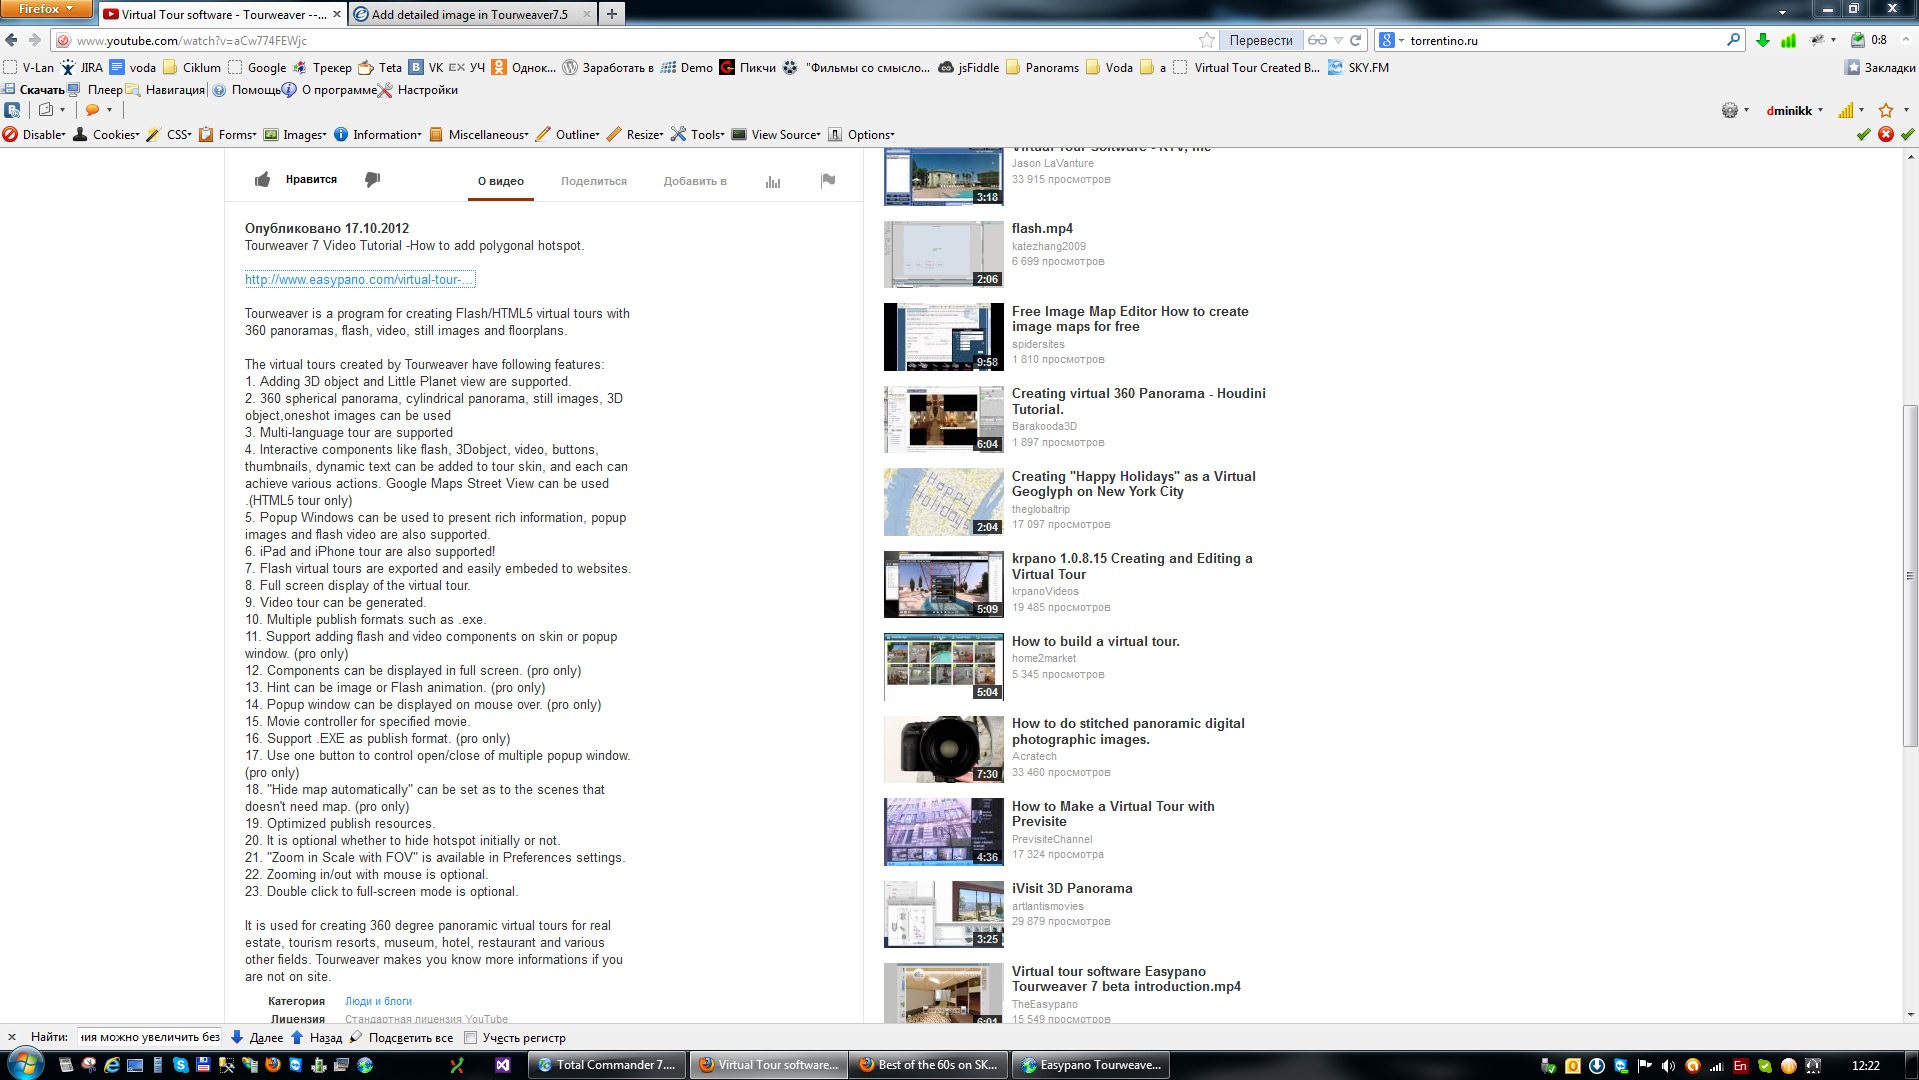 Firefox
Virtual Tour software - Tourweaver --...
Add detailed image in Tourweaver7.5
www.youtube.com/watch?v=aCw774FEWjc
Перевести
torrentino.ru
0:8
V-Lan JIRA voda Ciklum Google Трекер Teta VK EX УЧ Однок... Заработать в Demo Пикчи "Фильмы со смысло... jsFiddle Panorams Voda a Virtual Tour Created B... SKY.FM Закладки
Скачать Плеер Навигация Помощь О программе Настройки
dminikk
Disable Cookies CSS Forms Images Information Miscellaneous Outline Resize Tools View Source Options
Нравится
О видео Поделиться Добавить в
Опубликовано 17.10.2012
Tourweaver 7 Video Tutorial -How to add polygonal hotspot.
http://www.easypano.com/virtual-tour-...
Tourweaver is a program for creating Flash/HTML5 virtual tours with
360 panoramas, flash, video, still images and floorplans.
The virtual tours created by Tourweaver have following features:
1. Adding 3D object and Little Planet view are supported.
2. 360 spherical panorama, cylindrical panorama, still images, 3D
object,oneshot images can be used
3. Multi-language tour are supported
4. Interactive components like flash, 3Dobject, video, buttons,
thumbnails, dynamic text can be added to tour skin, and each can
achieve various actions. Google Maps Street View can be used
.(HTML5 tour only)
5. Popup Windows can be used to present rich information, popup
images and flash video are also supported.
6. iPad and iPhone tour are also supported!
7. Flash virtual tours are exported and easily embeded to websites.
8. Full screen display of the virtual tour.
9. Video tour can be generated.
10. Multiple publish formats such as .exe.
11. Support adding flash and video components on skin or popup
window. (pro only)
12. Components can be displayed in full screen. (pro only)
13. Hint can be image or Flash animation. (pro only)
14. Popup window can be displayed on mouse over. (pro only)
15. Movie controller for specified movie.
16. Support .EXE as publish format. (pro only)
17. Use one button to control open/close of multiple popup window.
(pro only)
18. "Hide map automatically" can be set as to the scenes that
doesn't need map. (pro only)
19. Optimized publish resources.
20. It is optional whether to hide hotspot initially or not.
21. "Zoom in Scale with FOV" is available in Preferences settings.
22. Zooming in/out with mouse is optional.
23. Double click to full-screen mode is optional.
It is used for creating 360 degree panoramic virtual tours for real
estate, tourism resorts, museum, hotel, restaurant and various
other fields. Tourweaver makes you know more informations if you
are not on site.
Категория Люди и блоги
Лицензия Стандартная лицензия YouTube
Virtual Tour Software - RTV, Inc
Jason LaVanture
33 915 просмотров
3:18
flash.mp4
katezhang2009
6 699 просмотров
2:06
Free Image Map Editor How to create
image maps for free
spidersites
1 810 просмотров
9:58
Creating virtual 360 Panorama - Houdini
Tutorial.
Barakooda3D
1 897 просмотров
6:04
Creating "Happy Holidays" as a Virtual
Geoglyph on New York City
theglobaltrip
17 097 просмотров
Happy
Holidays
2:04
krpano 1.0.8.15 Creating and Editing a
Virtual Tour
krpanoVideos
19 485 просмотров
5:09
How to build a virtual tour.
home2market
5 345 просмотров
5:04
How to do stitched panoramic digital
photographic images.
Acratech
33 460 просмотров
7:30
How to Make a Virtual Tour with
Previsite
PrevisiteChannel
17 324 просмотра
4:36
iVisit 3D Panorama
artlantismovies
29 879 просмотров
3:25
Virtual tour software Easypano
Tourweaver 7 beta introduction.mp4
TheEasypano
15 549 просмотров
6:01
Найти: ния можно увеличить без Далее Назад Подсветить все Учесть регистр
Total Commander 7.... Virtual Tour software... Best of the 60s on SK... Easypano Tourweave... En 12:22